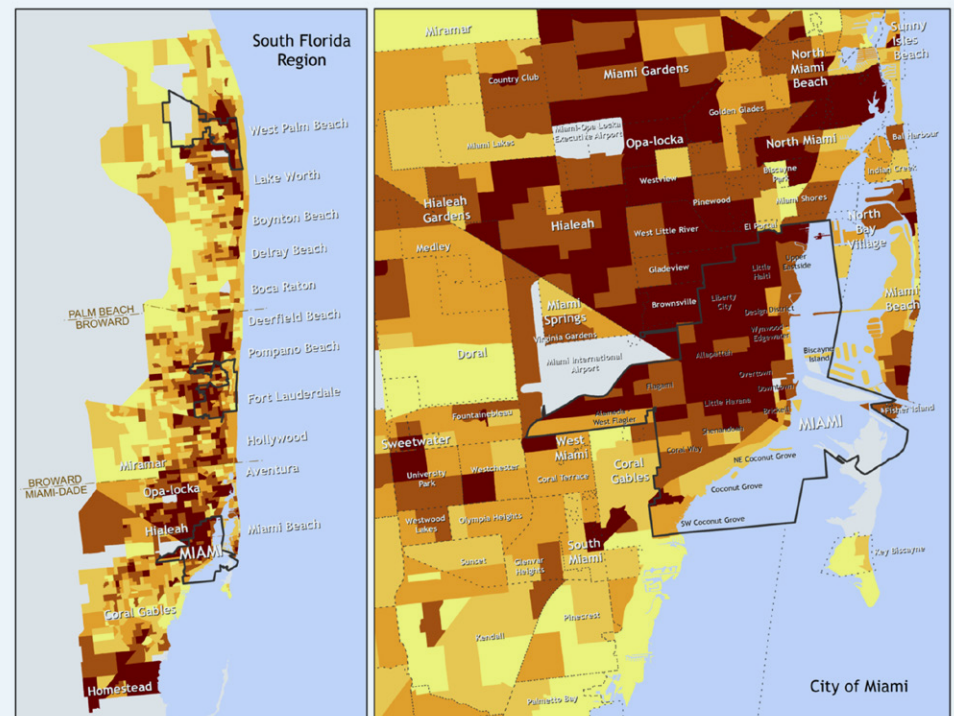 South Florida
Region
West Palm Beach
Lake Worth
Boynton Beach
Delray Beach
Boca Raton
PALM BEACH
BROWARD
Deerfield Beach
Pompano Beach
Fort Lauderdale
Hollywood
Miramar
Aventura
BROWARD
MIAMI-DADE
Opa-locka
Hialeah
Miami Beach
MIAMI
Coral Gables
Homestead
Miramar
Sunny
Isles
Beach
Country Club
Miami Gardens
North
Miami
Beach
Golden Glades
Miami-Opa Locka
Executive Airport
Miami Lakes
Opa-locka
North Miami
Bal Harbour
Biscayne
Park
Indian Creek
Westview
Hialeah
Gardens
Pinewood
Miami Shores
North
Bay
Village
Hialeah
West Little River
El Portal
Medley
Upper
Eastside
Gladeview
Little
Haiti
Miami
Springs
Brownsville
Liberty
City
Miami
Beach
Design District
Virginia Gardens
Wynwood
Edgewater
Doral
Miami International
Airport
Allapattah
Biscayne
Island
Flagami
Overtown
Downtown
Fountainebleau
Little Havana
Brickell
Fisher Island
West Flagler
MIAMI
Sweetwater
West
Miami
Shenandoah
Coral Way
NE Coconut Grove
University
Park
Westchester
Coral Terrace
Coral
Gables
Coconut Grove
Westwood
Lakes
Olympia Heights
SW Coconut Grove
South
Miami
Key Biscayne
Sunset
Glenvar
Heights
Pinecrest
Kendall
Palmetto Bay
City of Miami